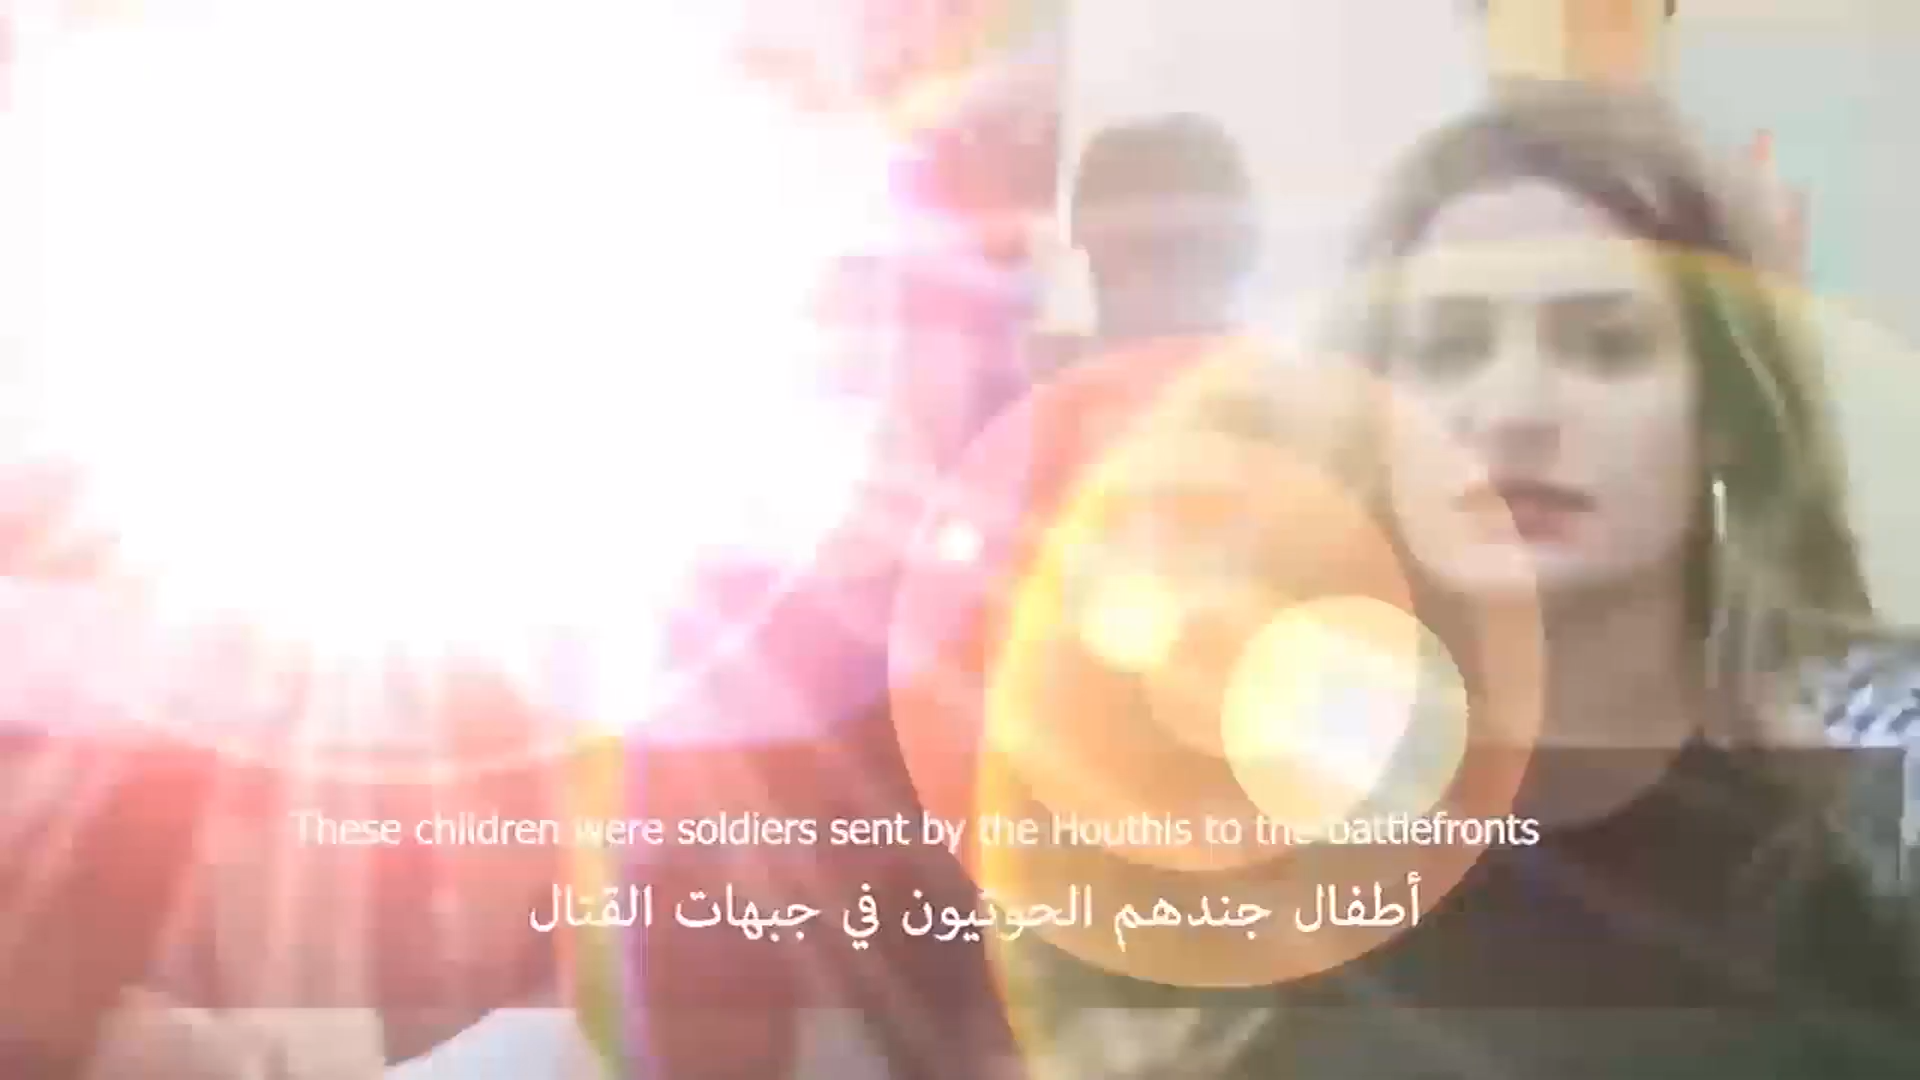 These children were soldiers sent by the Houthis to the battlefronts
أطفال جندهم الحوثيون في جبهات القتال